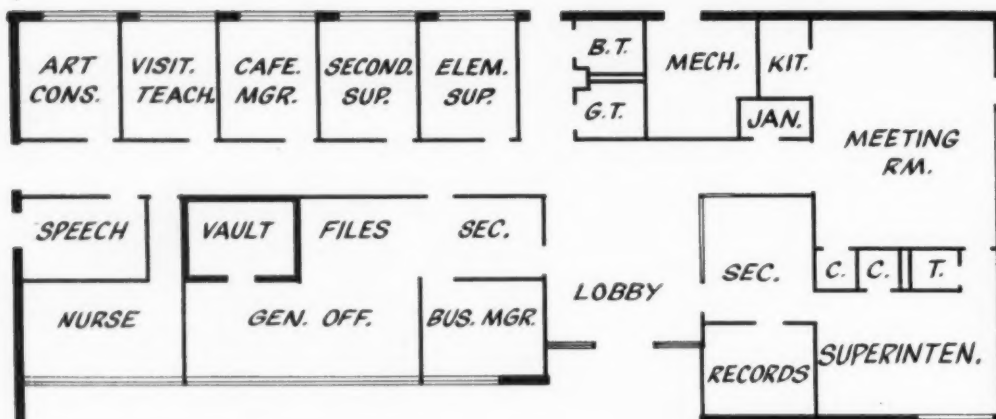 ART
CONS.
VISIT.
TEACH.
CAFE.
MGR.
SECOND.
SUP.
ELEM.
SUP.
B.T.
G.T.
MECH.
KIT.
JAN.
MEETING
RM.
SPEECH
VAULT
FILES
SEC.
NURSE
GEN. OFF.
BUS. MGR.
LOBBY
SEC.
C.
C.
T.
RECORDS
SUPERINTEN.